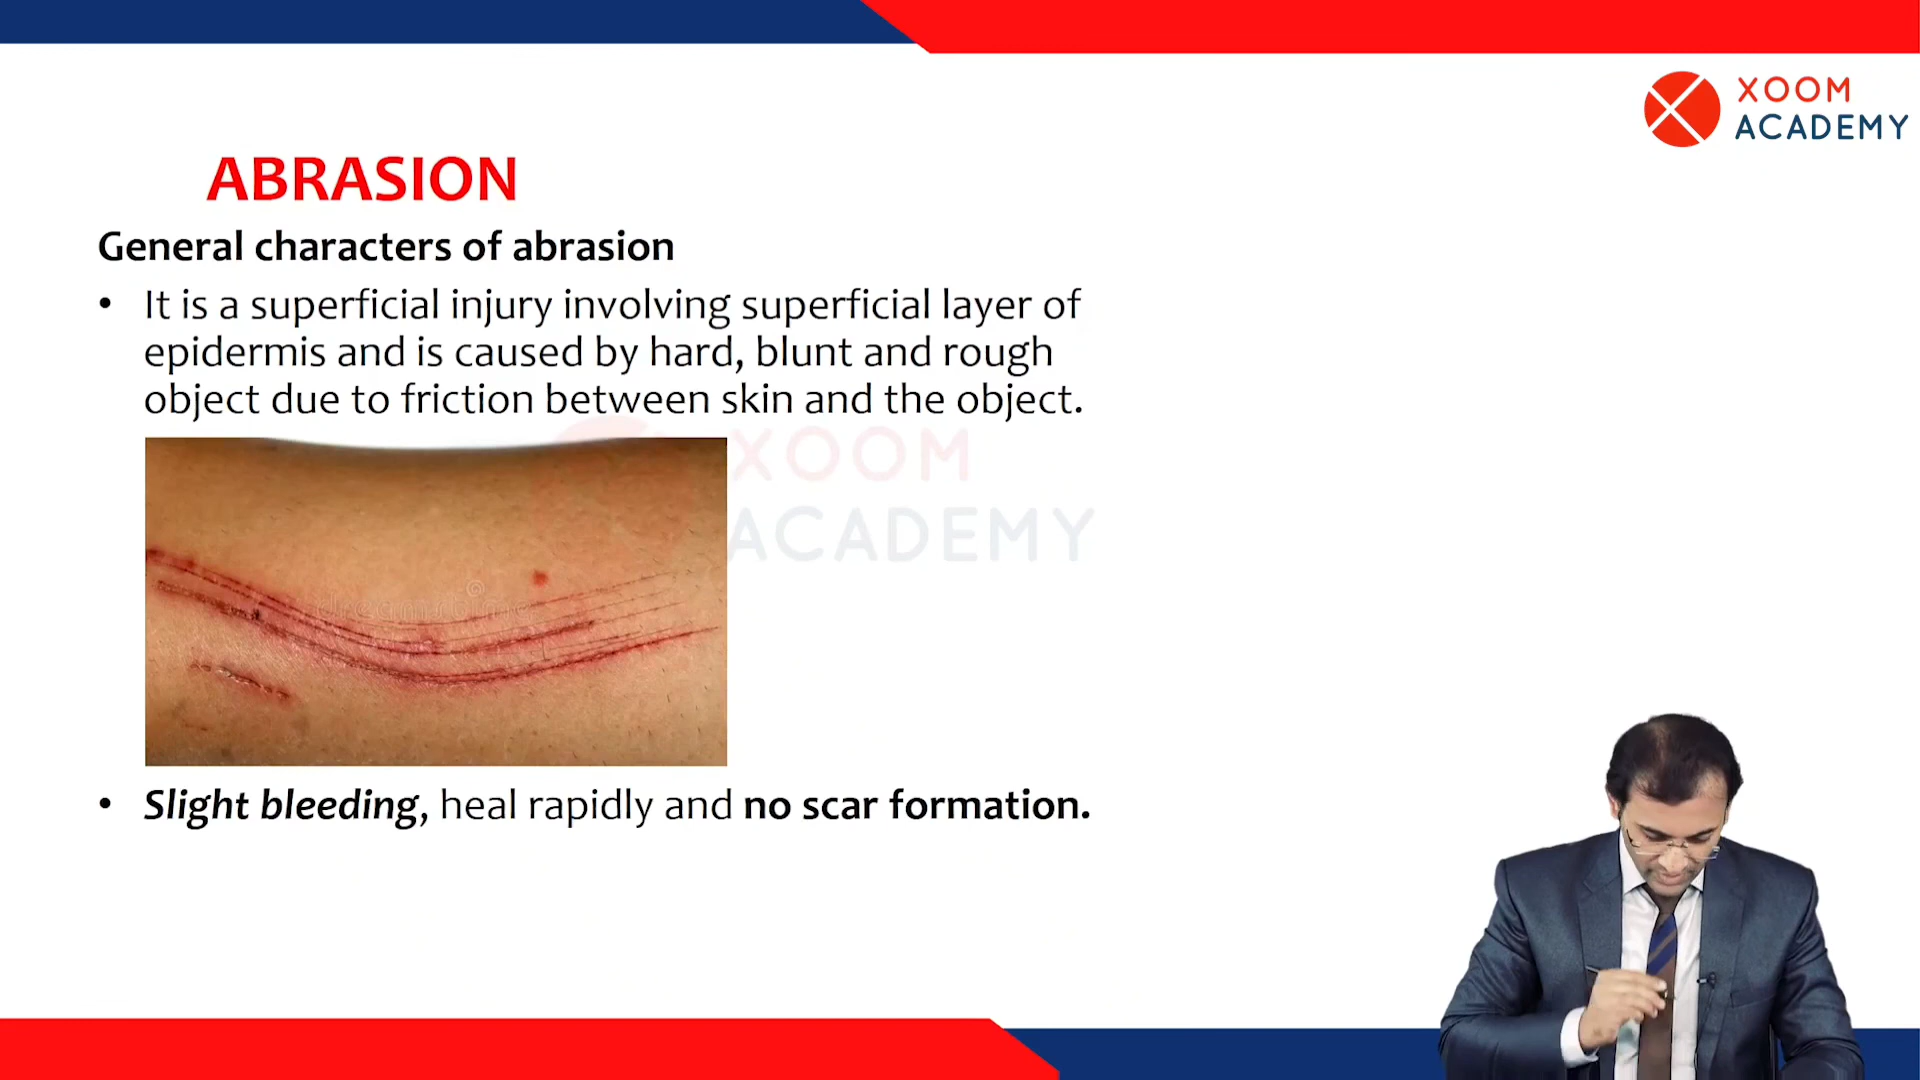 XOOM
ACADEMY
ABRASION
General characters of abrasion
• It is a superficial injury involving superficial layer of
epidermis and is caused by hard, blunt and rough
object due to friction between skin and the object.
XOOM
ACADEMY
dreamstime
• Slight bleeding, heal rapidly and no scar formation.